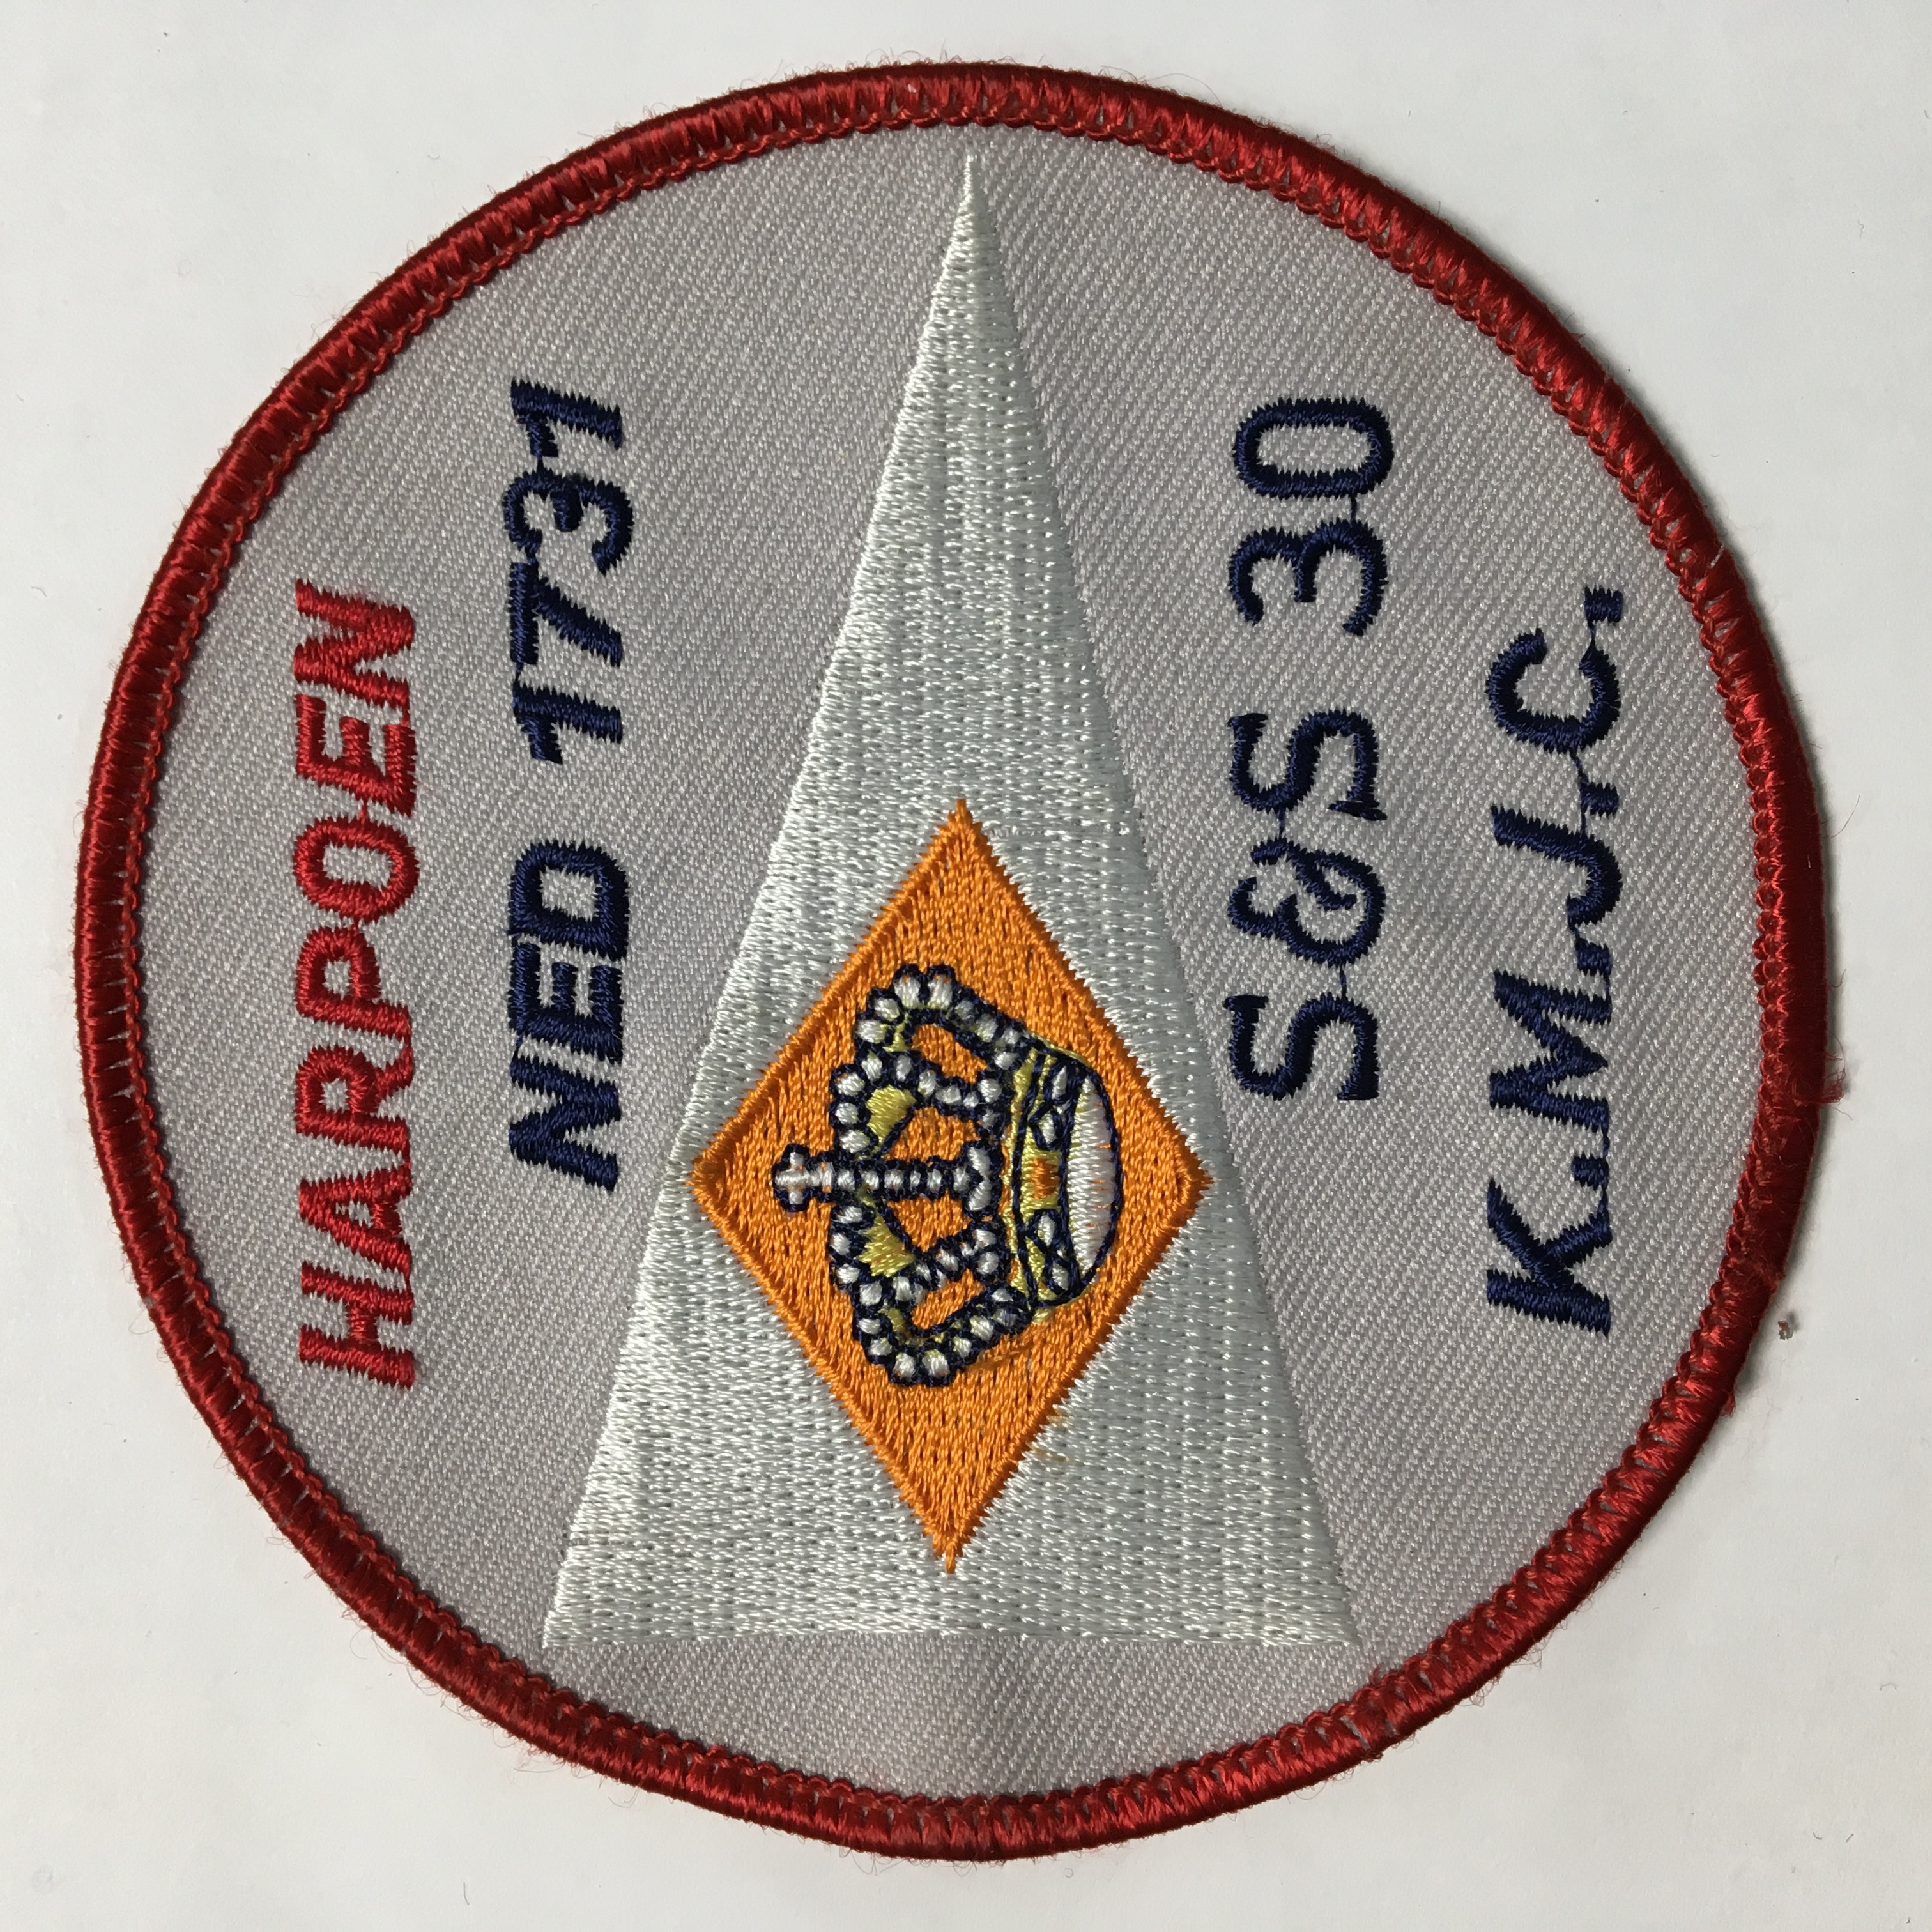 HARPOEN
NED 1731
S&S 30
K.M.J.C.